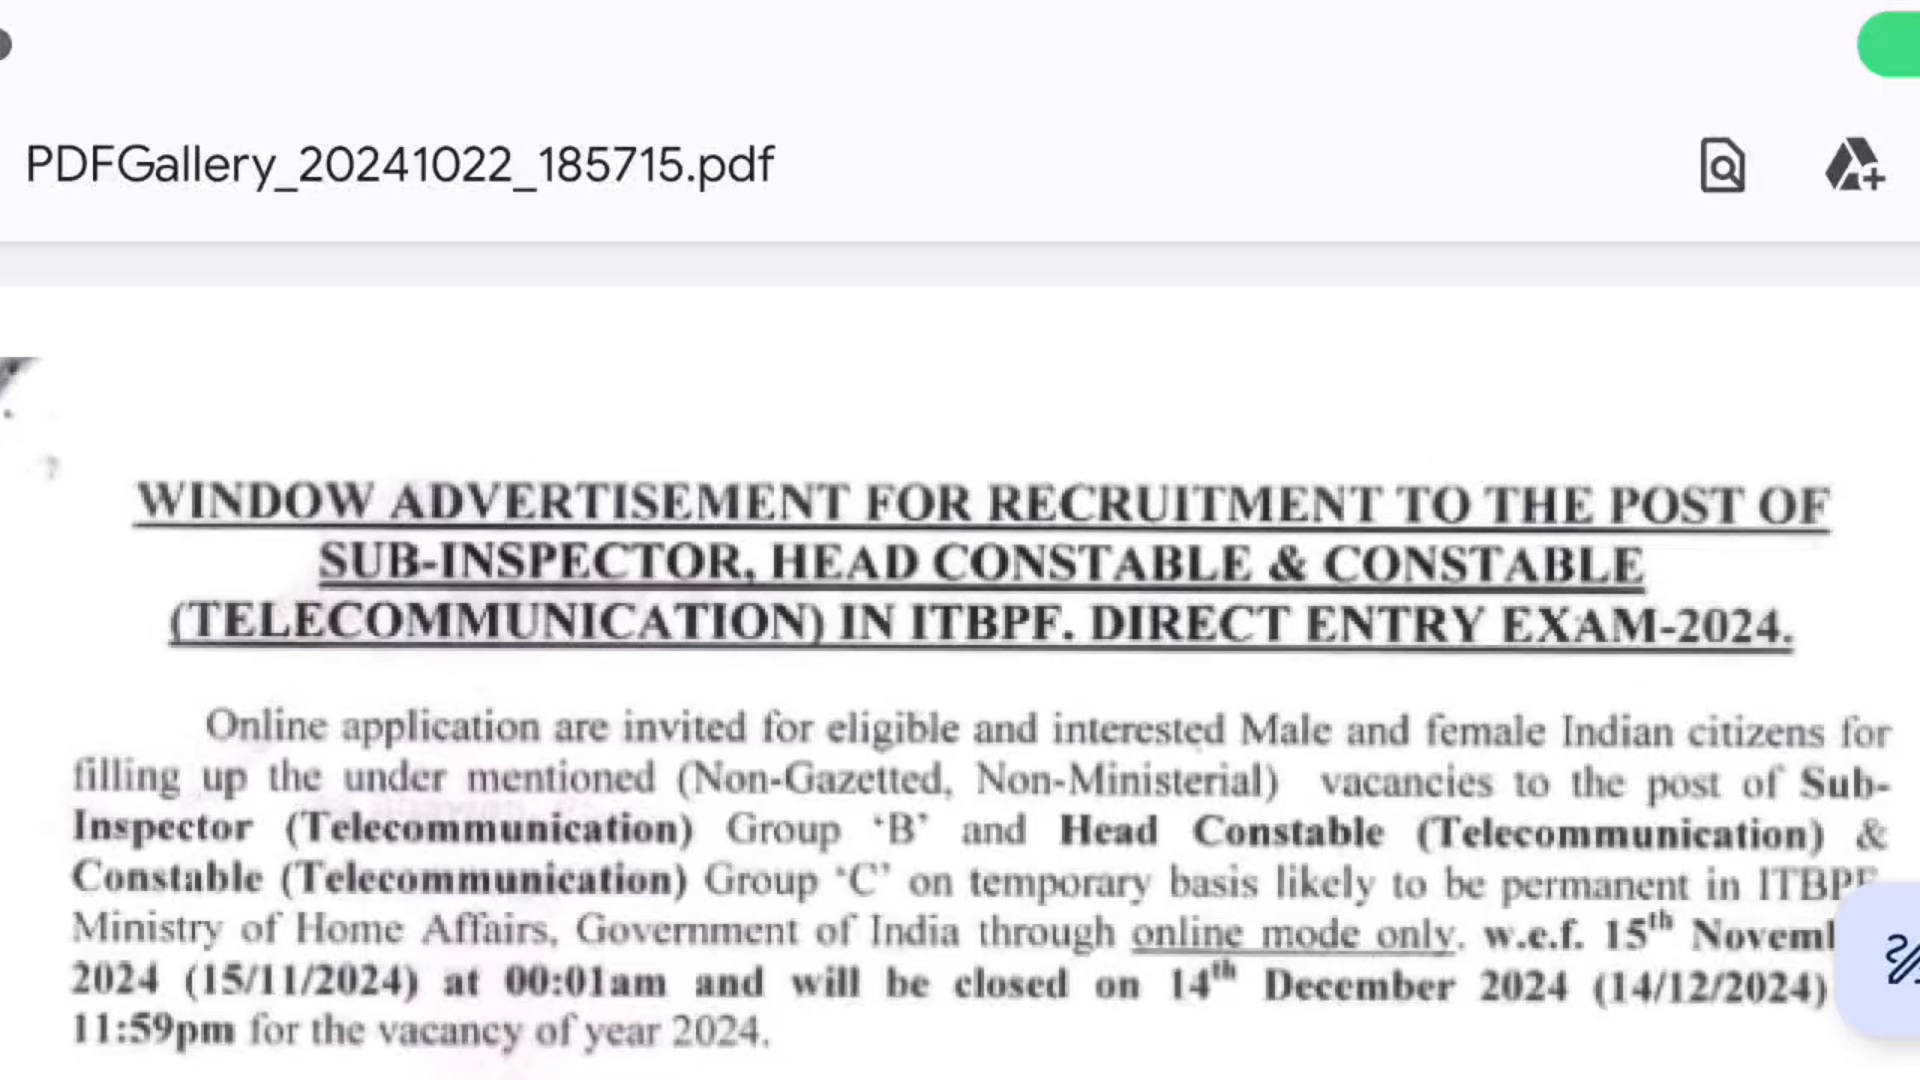 PDFGallery_20241022_185715.pdf
WINDOW ADVERTISEMENT FOR RECRUITMENT TO THE POST OF
SUB-INSPECTOR, HEAD CONSTABLE & CONSTABLE
(TELECOMMUNICATION) IN ITBPF. DIRECT ENTRY EXAM-2024.
Online application are invited for eligible and interested Male and female Indian citizens for
filling up the under mentioned (Non-Gazetted, Non-Ministerial) vacancies to the post of Sub-
Inspector (Telecommunication) Group 'B' and Head Constable (Telecommunication) &
Constable (Telecommunication) Group 'C' on temporary basis likely to be permanent in ITBPF
Ministry of Home Affairs, Government of India through online mode only. w.e.f. 15th
2024 (15/11/2024) at 00:01am and will be closed on 14th December 2024 (14/12/2024)
11:59pm for the vacancy of year 2024.